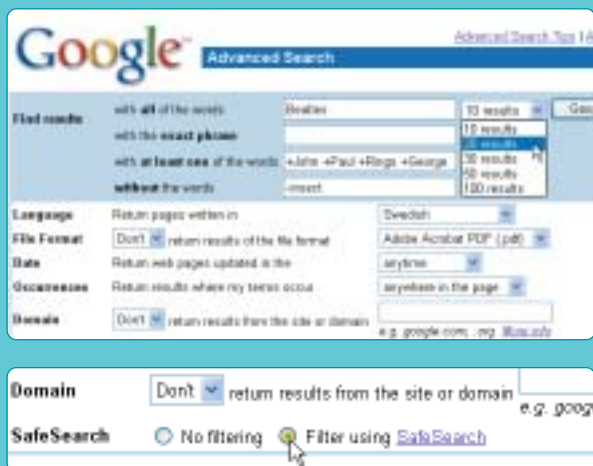 Google™ Advanced Search Advanced Search Tips | A
Find results with all of the words Beatles 10 results Goo
10 results
with the exact phrase 20 results
with at least one of the words +John +Paul +Ringo +George 30 results
50 results
without the words -insect 100 results
Language Return pages written in Swedish
File Format Don't return results of the file format Adobe Acrobat PDF (.pdf)
Date Return web pages updated in the anytime
Occurrences Return results where my terms occur anywhere in the page
Domain Don't return results from the site or domain
e.g. google.com, .org More info
Domain Don't return results from the site or domain
e.g. goog
SafeSearch No filtering Filter using SafeSearch